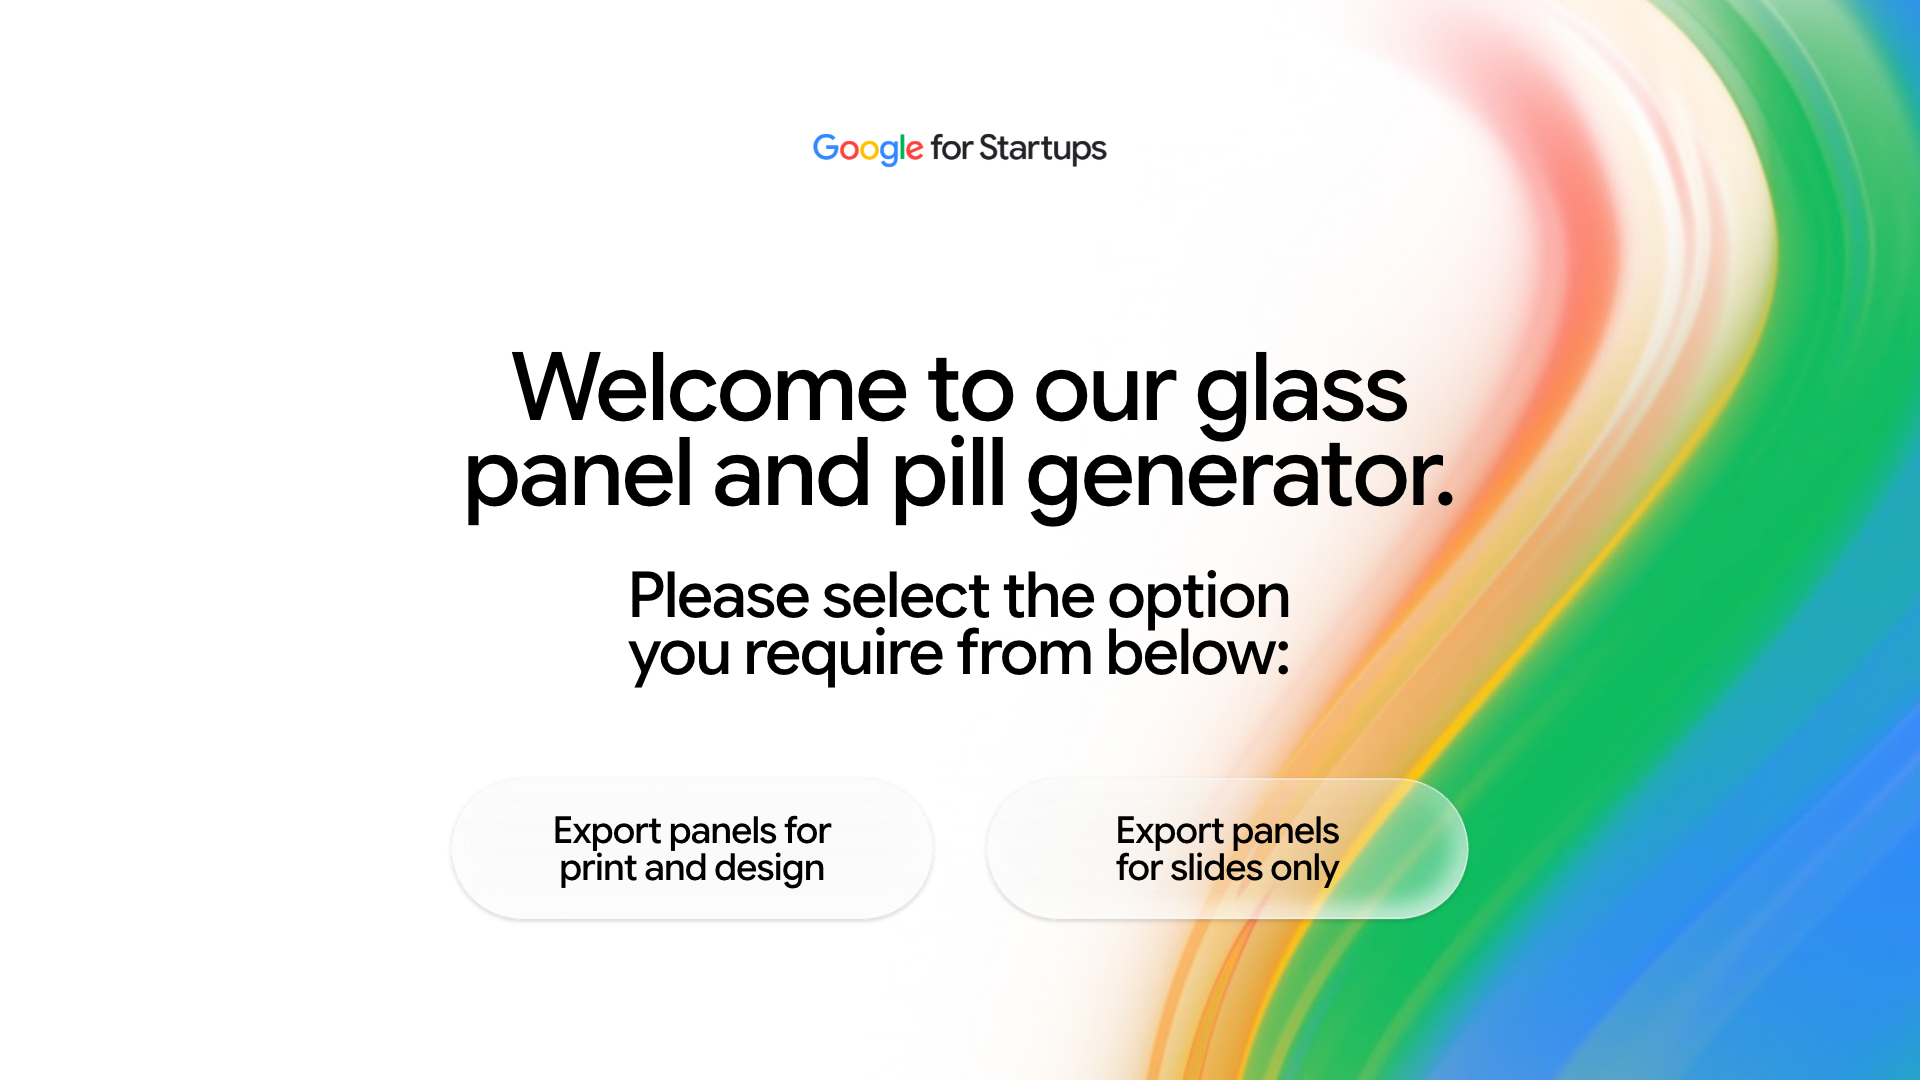 Google for Startups
Welcome to our glass
panel and pill generator.
Please select the option
you require from below:
Export panels for
print and design
Export panels
for slides only